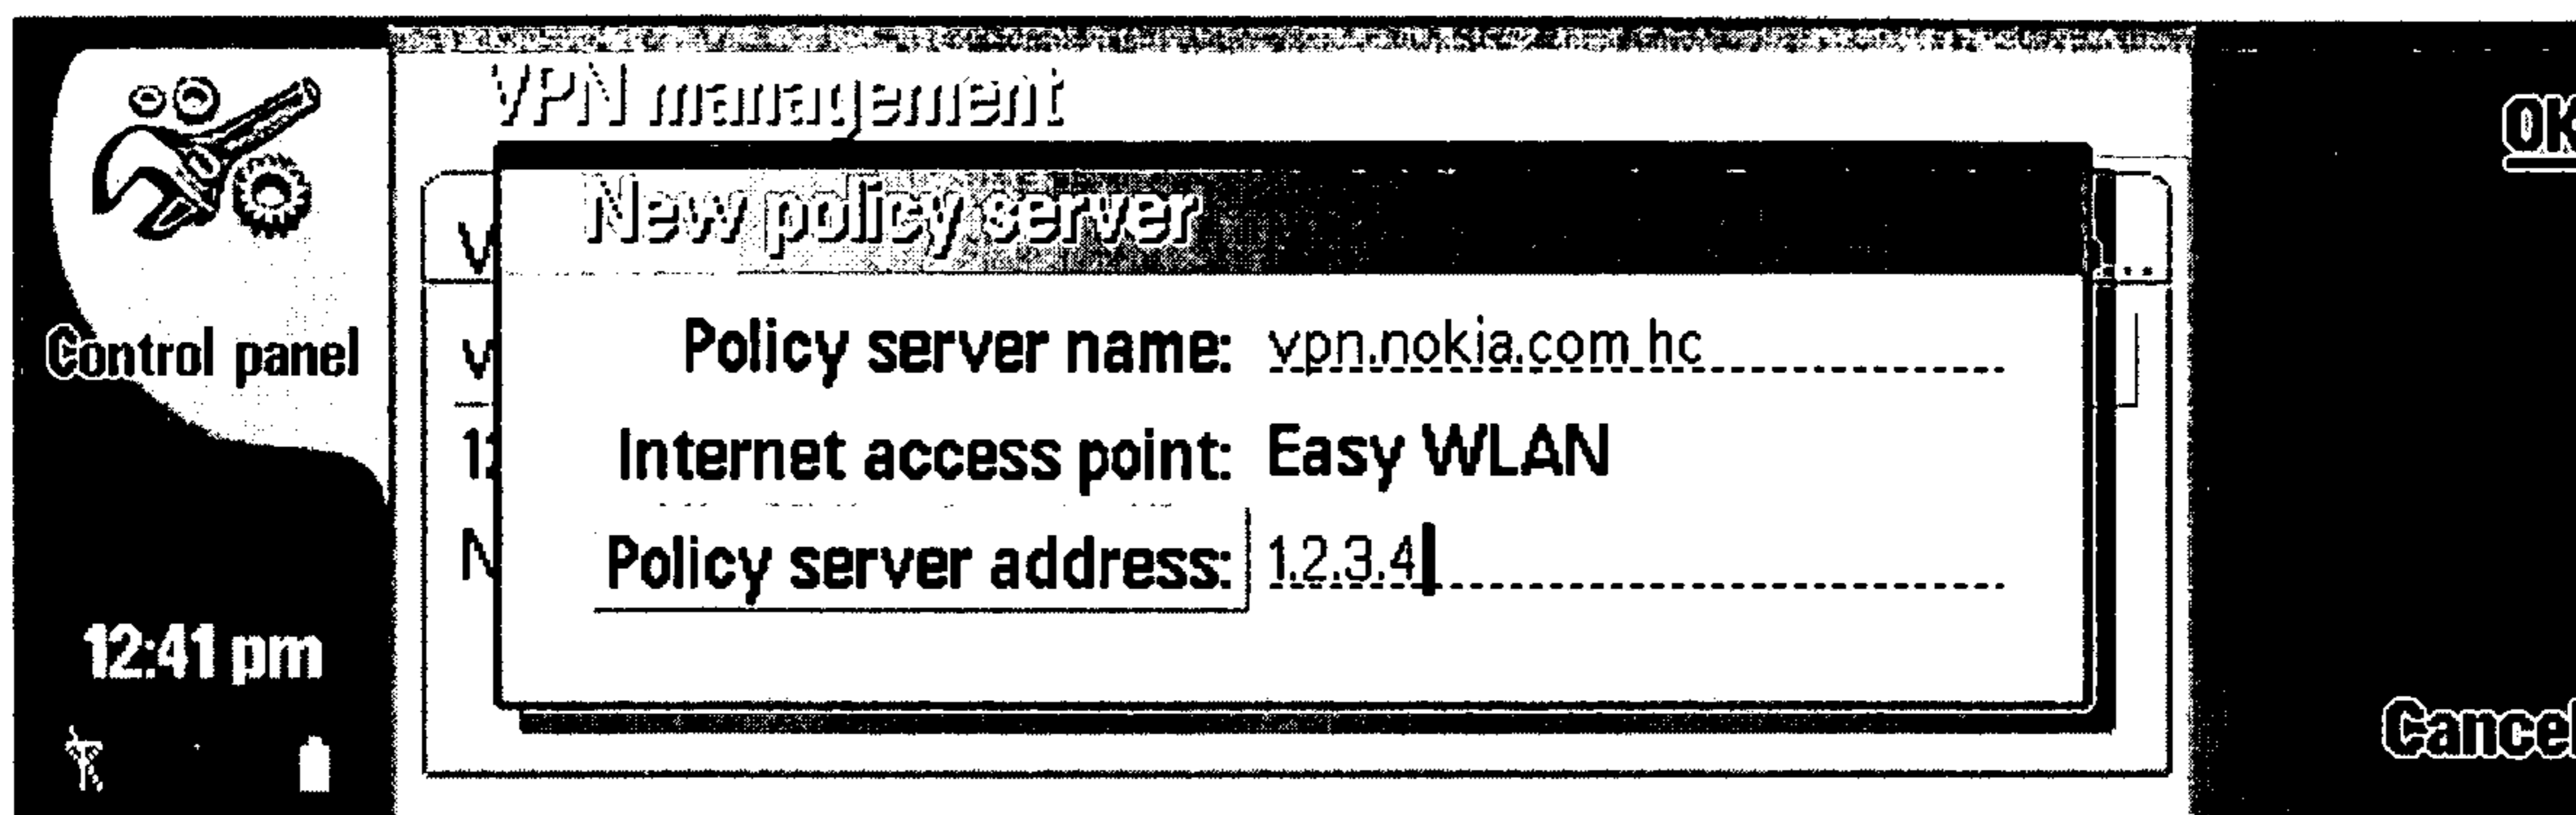 VPN management
OK
New policy server
Control panel
Policy server name: vpn.nokia.com hc
Internet access point: Easy WLAN
Policy server address: 1.2.3.4
12:41 pm
Cancel